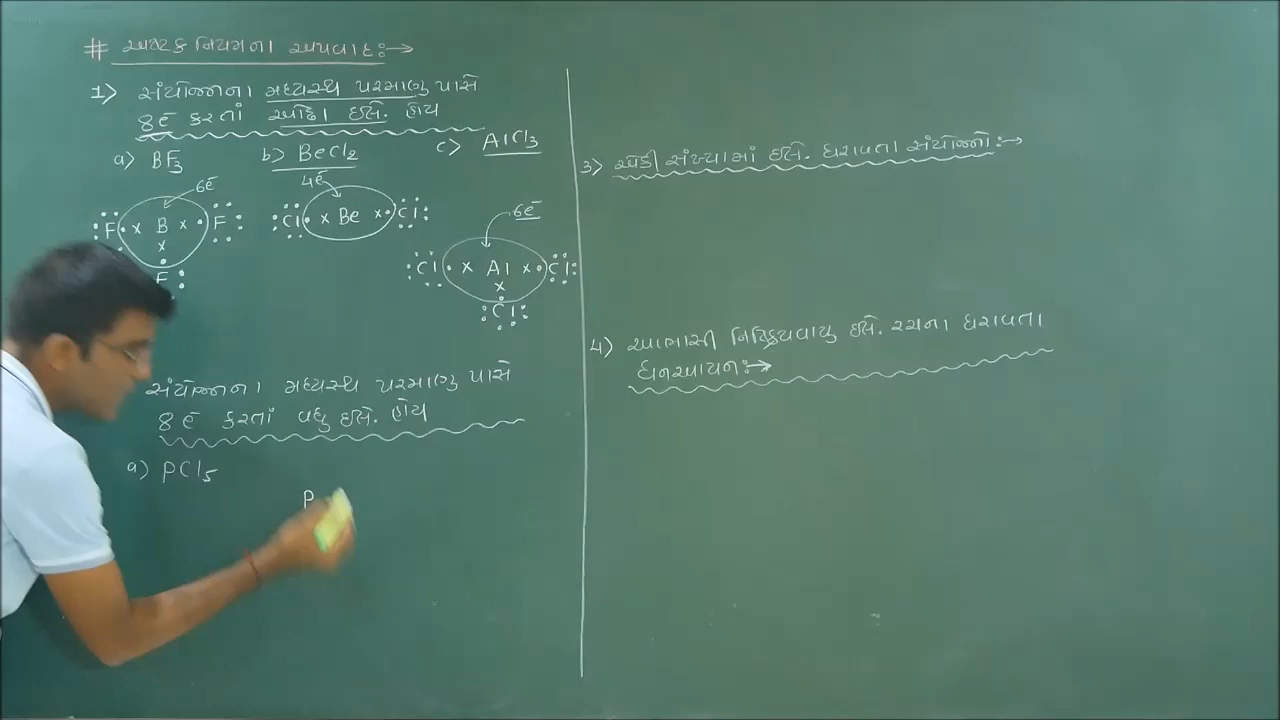 # અષ્ટક નિયમના અપવાદ :→
1> સંયોજાના મધ્યસ્થ પરમાણુ પાસે
8e̅ કરતાં ઓછા ઇલે. હોય
a) BF₃ b) BeCl₂ c) AlCl₃
6e̅
F B F
F
4e̅
Cl Be Cl
6e̅
Cl Al Cl
Cl
સંયોજાના મધ્યસ્થ પરમાણુ પાસે
8e̅ કરતાં વધુ ઇલે. હોય
a) PCl₅
P
3> એકી સંખ્યામાં ઇલે. ધરાવતા સંયોજનો :→
4) આભાસી નિષ્ક્રિયવાયુ ઇલે. રચના ધરાવતા
ધનઆયન :→